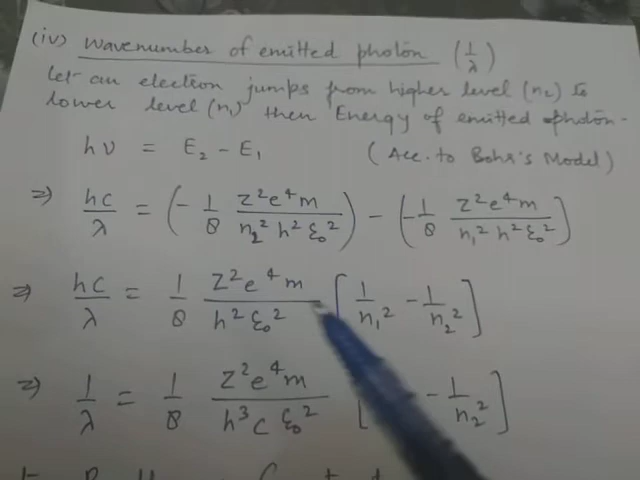 (iv) Wavenumber of emitted photon (1/λ)
Let an electron jumps from higher level (n₂) to
lower level (n₁) then Energy of emitted photon-
hν = E₂ - E₁ (Acc. to Bohr's Model)
⇒ hc/λ = (-1/8 Z²e⁴m/n₂²h²ε₀²) - (-1/8 Z²e⁴m/n₁²h²ε₀²)
⇒ hc/λ = 1/8 Z²e⁴m/h²ε₀² [1/n₁² - 1/n₂²]
⇒ 1/λ = 1/8 Z²e⁴m/h³cε₀² [ - 1/n₂²]